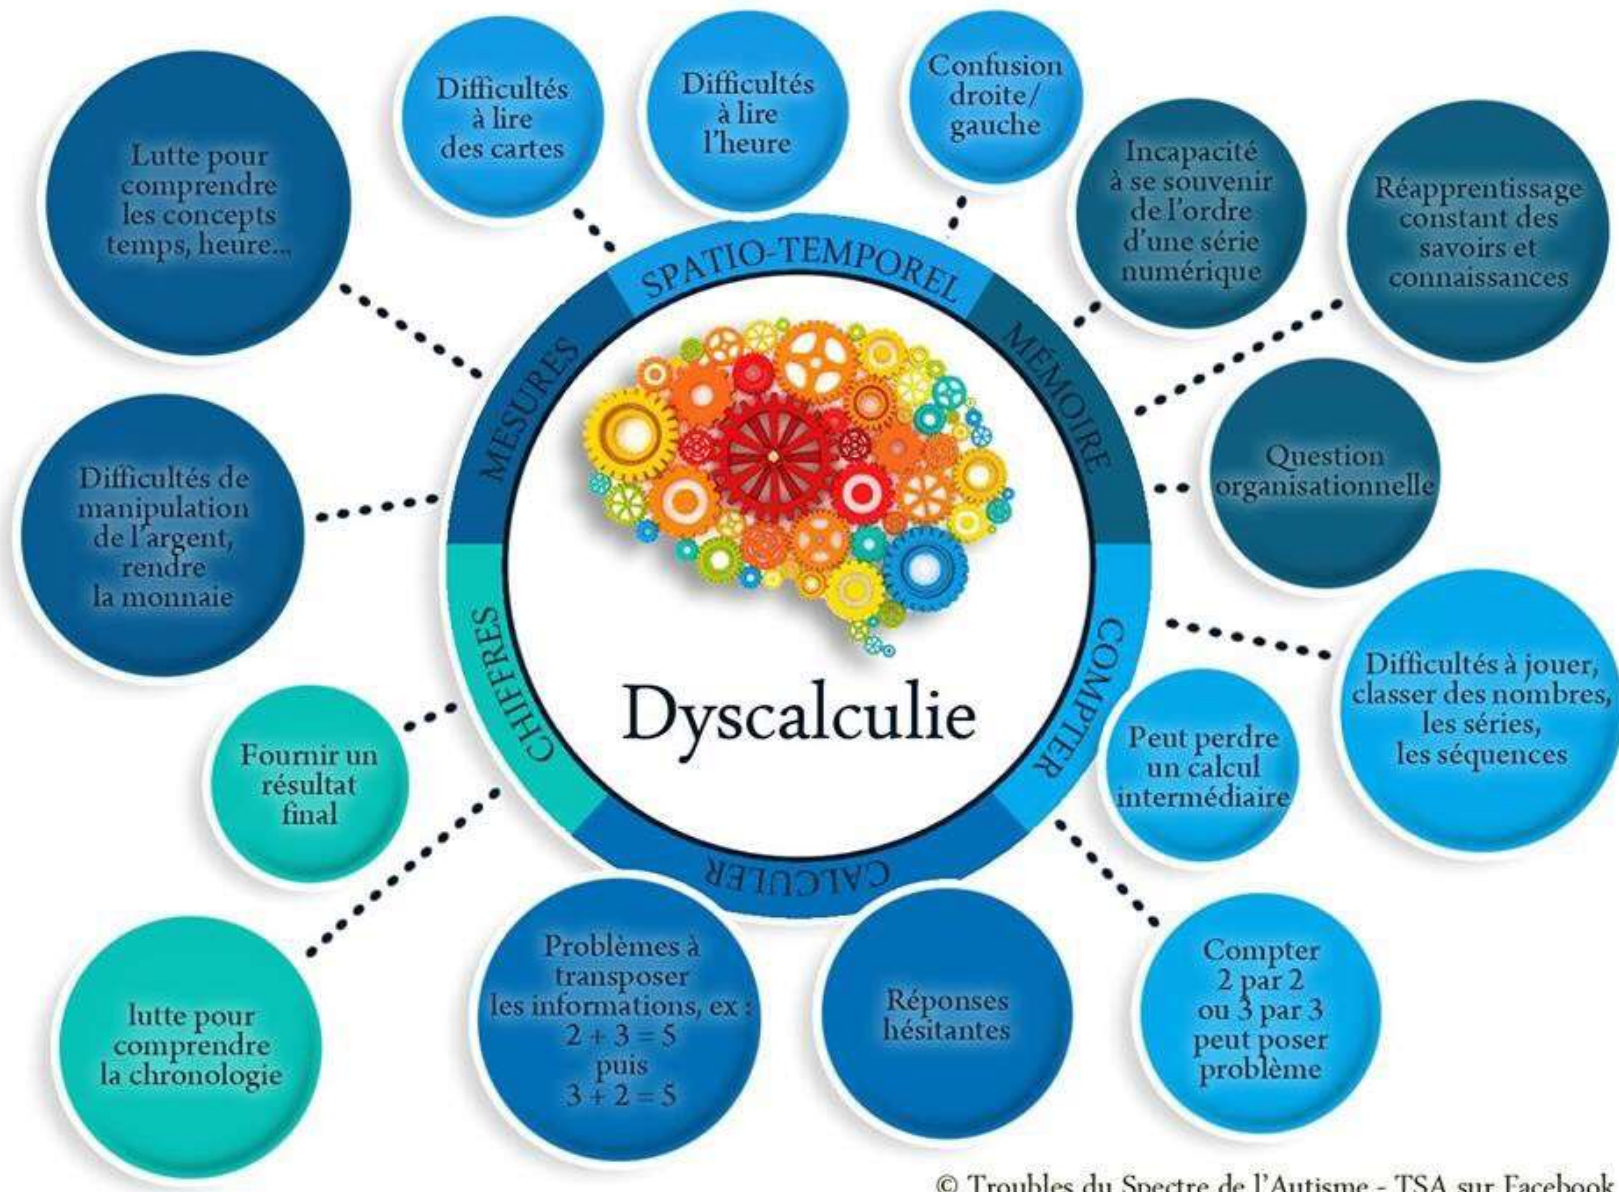 Difficultés
à lire
des cartes
Difficultés
à lire
l'heure
Confusion
droite/
gauche
Lutte pour
comprendre
les concepts
temps, heure...
Incapacité
à se souvenir
de l'ordre
d'une série
numérique
Réapprentissage
constant des
savoirs et
connaissances
SPATIO-TEMPOREL
MESURES
MÉMOIRE
Difficultés de
manipulation
de l'argent,
rendre
la monnaie
Question
organisationnelle
CHIFFRES
COMPTER
Dyscalculie
Difficultés à jouer,
classer des nombres,
les séries,
les séquences
Fournir un
résultat
final
Peut perdre
un calcul
intermédiaire
CALCULER
lutte pour
comprendre
la chronologie
Problèmes à
transposer
les informations, ex :
2 + 3 = 5
puis
3 + 2 = 5
Réponses
hésitantes
Compter
2 par 2
ou 3 par 3
peut poser
problème
© Troubles du Spectre de l'Autisme - TSA sur Facebook